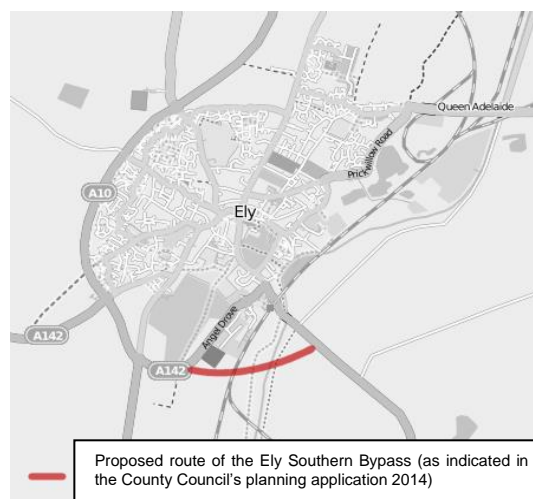 Queen Adelaide
Prickwillow Road
A10
Ely
Angel Drove
A142
A142
Proposed route of the Ely Southern Bypass (as indicated in
the County Council's planning application 2014)